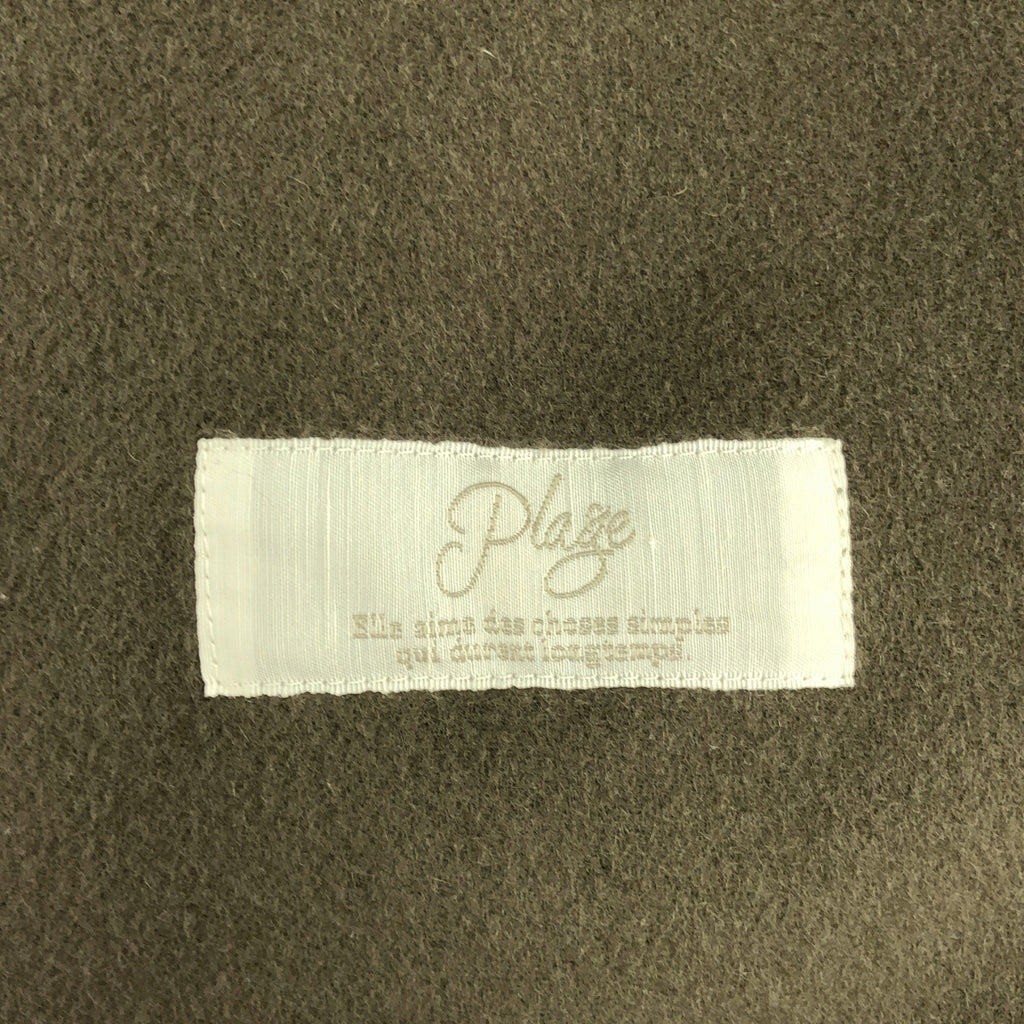 Plage
Elle aime des choses simples
qui durent longtemps.